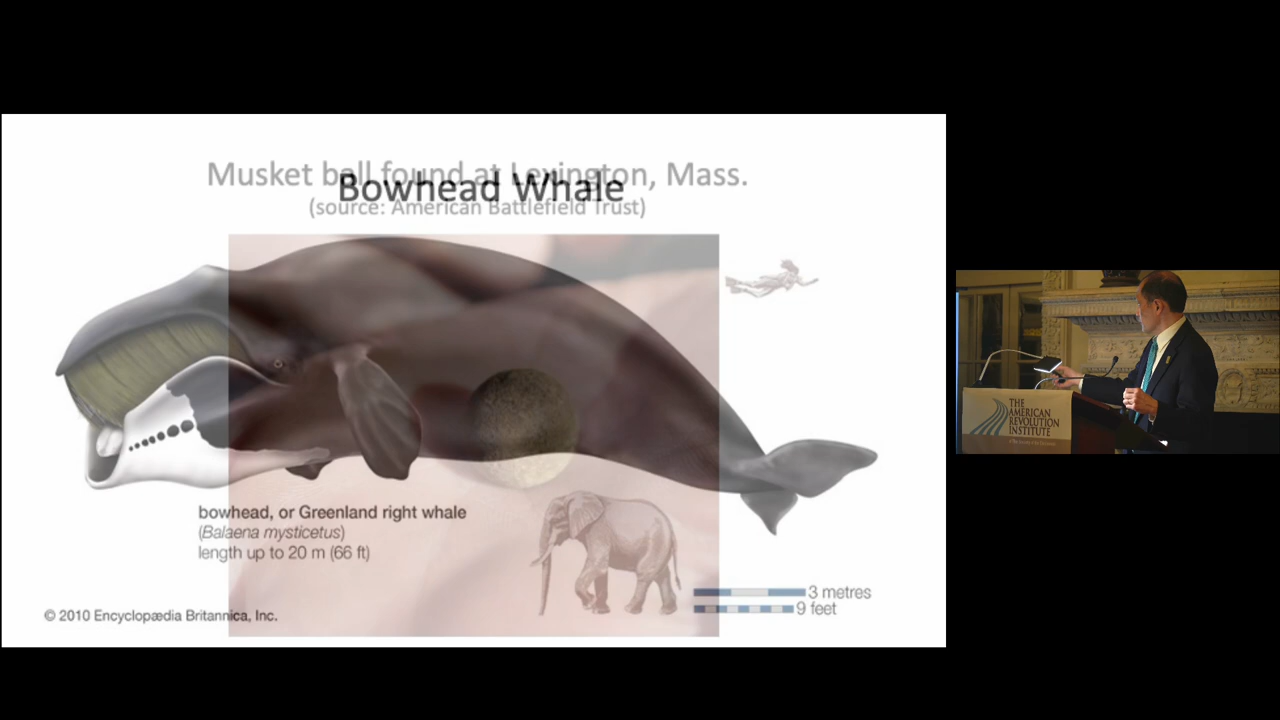 Musket ball found at Lexington, Mass.
Bowhead Whale
(source: American Battlefield Trust)
bowhead, or Greenland right whale
(Balaena mysticetus)
length up to 20 m (66 ft)
3 metres
9 feet
© 2010 Encyclopædia Britannica, Inc.
THE
AMERICAN
REVOLUTION
INSTITUTE